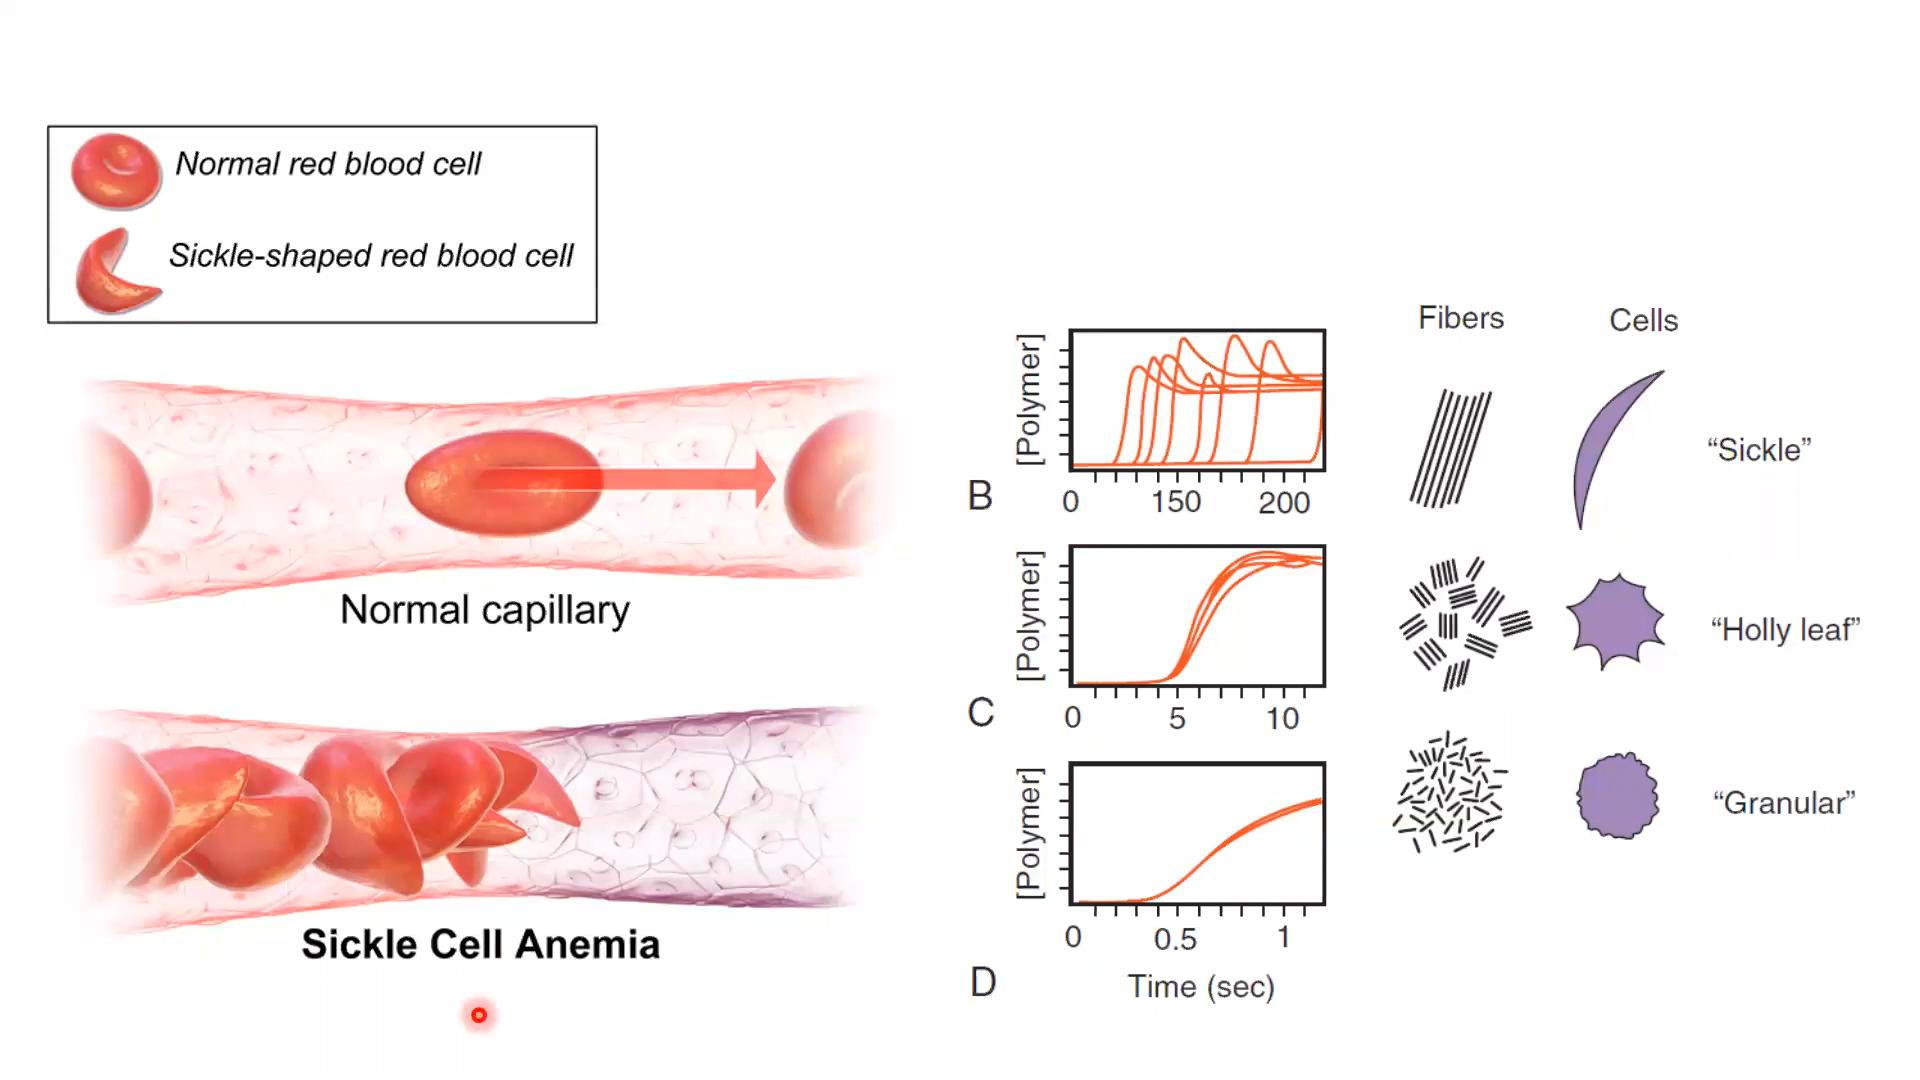 Normal red blood cell
Sickle-shaped red blood cell
Normal capillary
Sickle Cell Anemia
Fibers
Cells
[Polymer]
B
0 150 200
“Sickle”
[Polymer]
C
0 5 10
“Holly leaf”
[Polymer]
D
0 0.5 1
Time (sec)
“Granular”